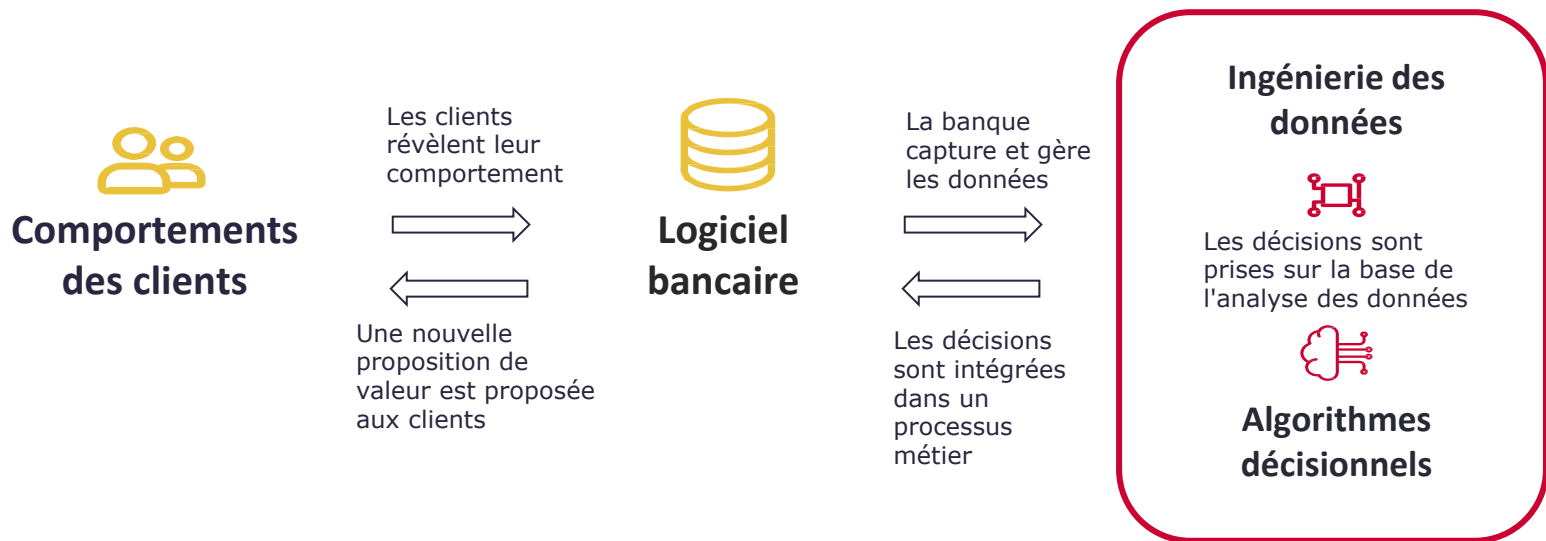 Comportements
des clients
Les clients
révèlent leur
comportement
Une nouvelle
proposition de
valeur est proposée
aux clients
Logiciel
bancaire
La banque
capture et gère
les données
Les décisions
sont intégrées
dans un
processus
métier
Ingénierie des
données
Les décisions sont
prises sur la base de
l'analyse des données
Algorithmes
décisionnels